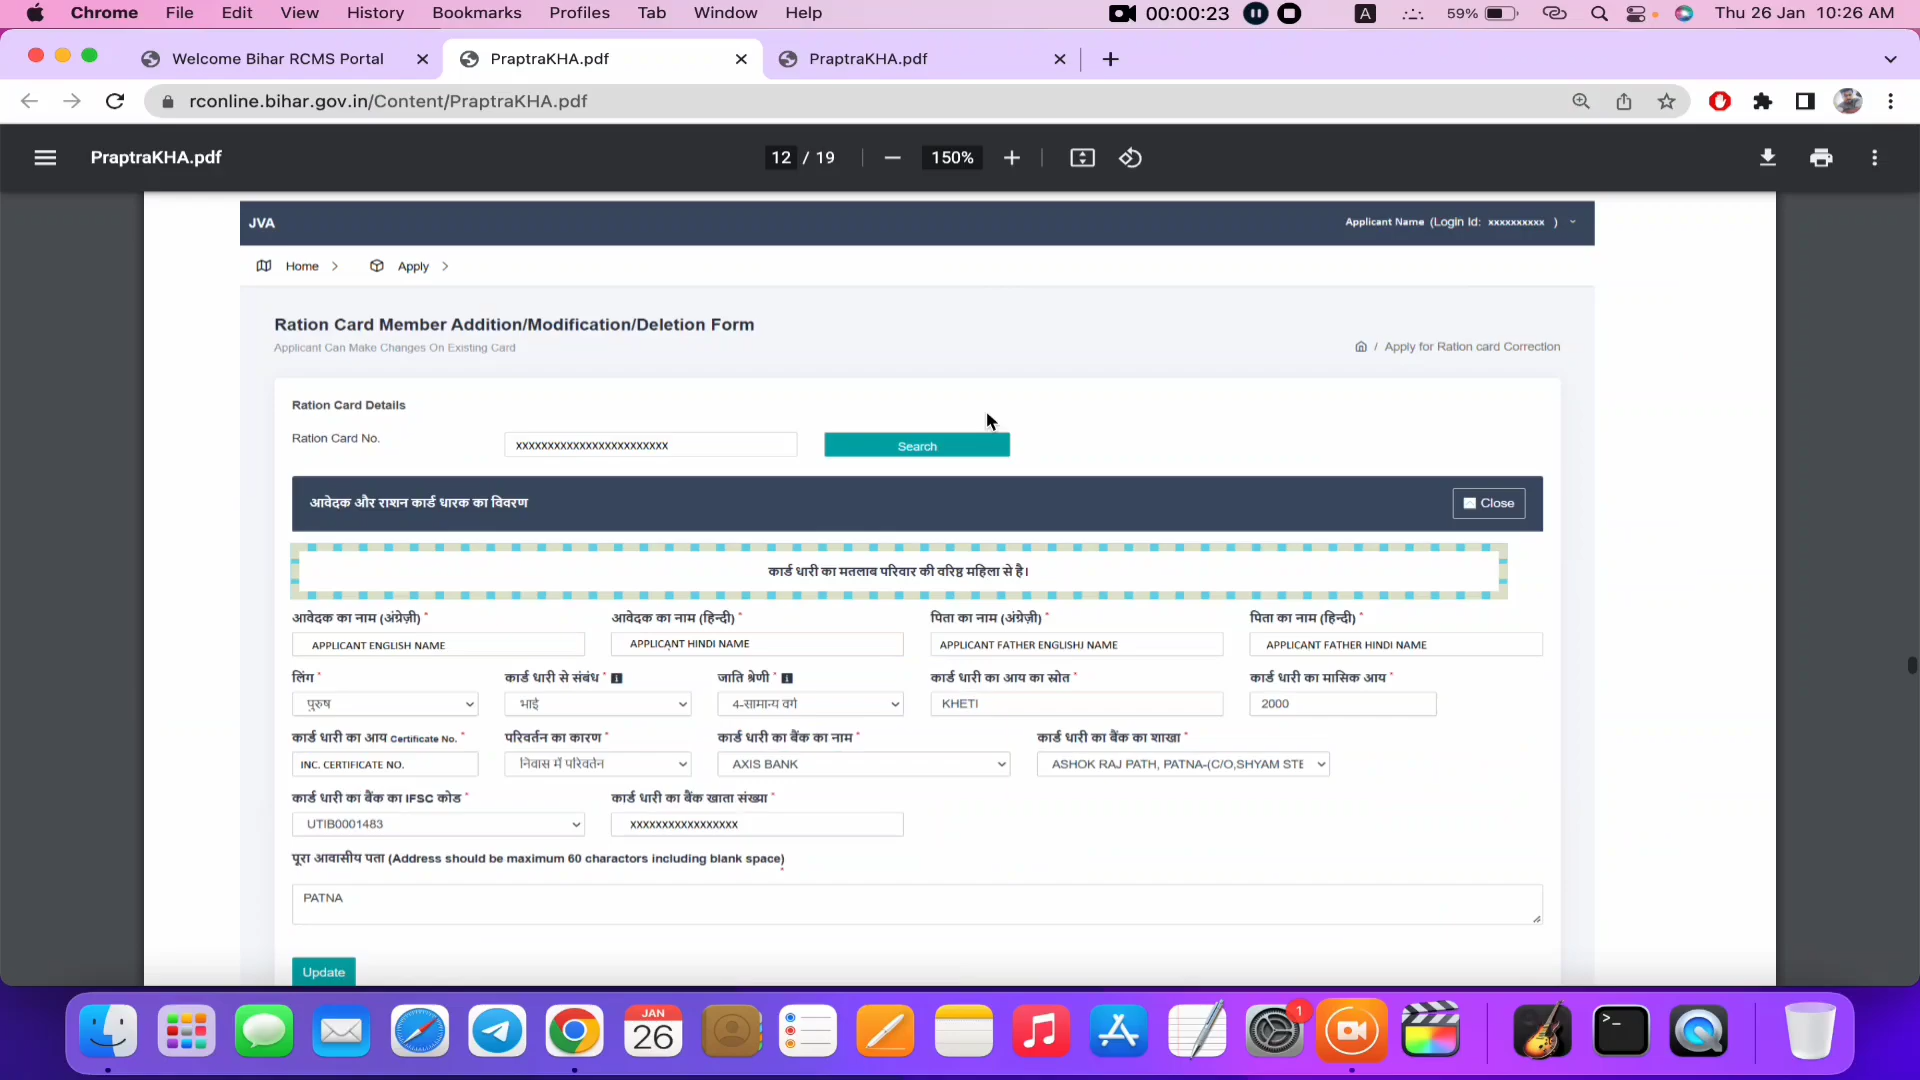 Chrome File Edit View History Bookmarks Profiles Tab Window Help 00:00:23 A 59% Thu 26 Jan 10:26 AM
Welcome Bihar RCMS Portal PraptraKHA.pdf PraptraKHA.pdf
rconline.bihar.gov.in/Content/PraptraKHA.pdf
PraptraKHA.pdf 12 / 19 150%
JVA Applicant Name (Login Id: xxxxxxxxxx )
Home > Apply >
Ration Card Member Addition/Modification/Deletion Form
Applicant Can Make Changes On Existing Card
/ Apply for Ration card Correction
Ration Card Details
Ration Card No. xxxxxxxxxxxxxxxxxxxxxxxx Search
आवेदक और राशन कार्ड धारक का विवरण Close
कार्ड धारी का मतलाब परिवार की वरिष्ठ महिला से है।
आवेदक का नाम (अंग्रेज़ी) * आवेदक का नाम (हिन्दी) * पिता का नाम (अंग्रेज़ी) * पिता का नाम (हिन्दी) *
APPLICANT ENGLISH NAME APPLICANT HINDI NAME APPLICANT FATHER ENGLISHJ NAME APPLICANT FATHER HINDI NAME
लिंग * कार्ड धारी से संबंध * जाति श्रेणी * कार्ड धारी का आय का स्रोत * कार्ड धारी का मासिक आय *
पुरुष भाई 4-सामान्य वर्ग KHETI 2000
कार्ड धारी का आय Certificate No. * परिवर्तन का कारण * कार्ड धारी का बैंक का नाम * कार्ड धारी का बैंक का शाखा *
INC. CERTIFICATE NO. निवास में परिवर्तन AXIS BANK ASHOK RAJ PATH, PATNA-(C/O,SHYAM STE
कार्ड धारी का बैंक का IFSC कोड * कार्ड धारी का बैंक खाता संख्या *
UTIB0001483 xxxxxxxxxxxxxxxxx
पूरा आवासीय पता (Address should be maximum 60 charactors including blank space) *
PATNA
Update
JAN
26
1